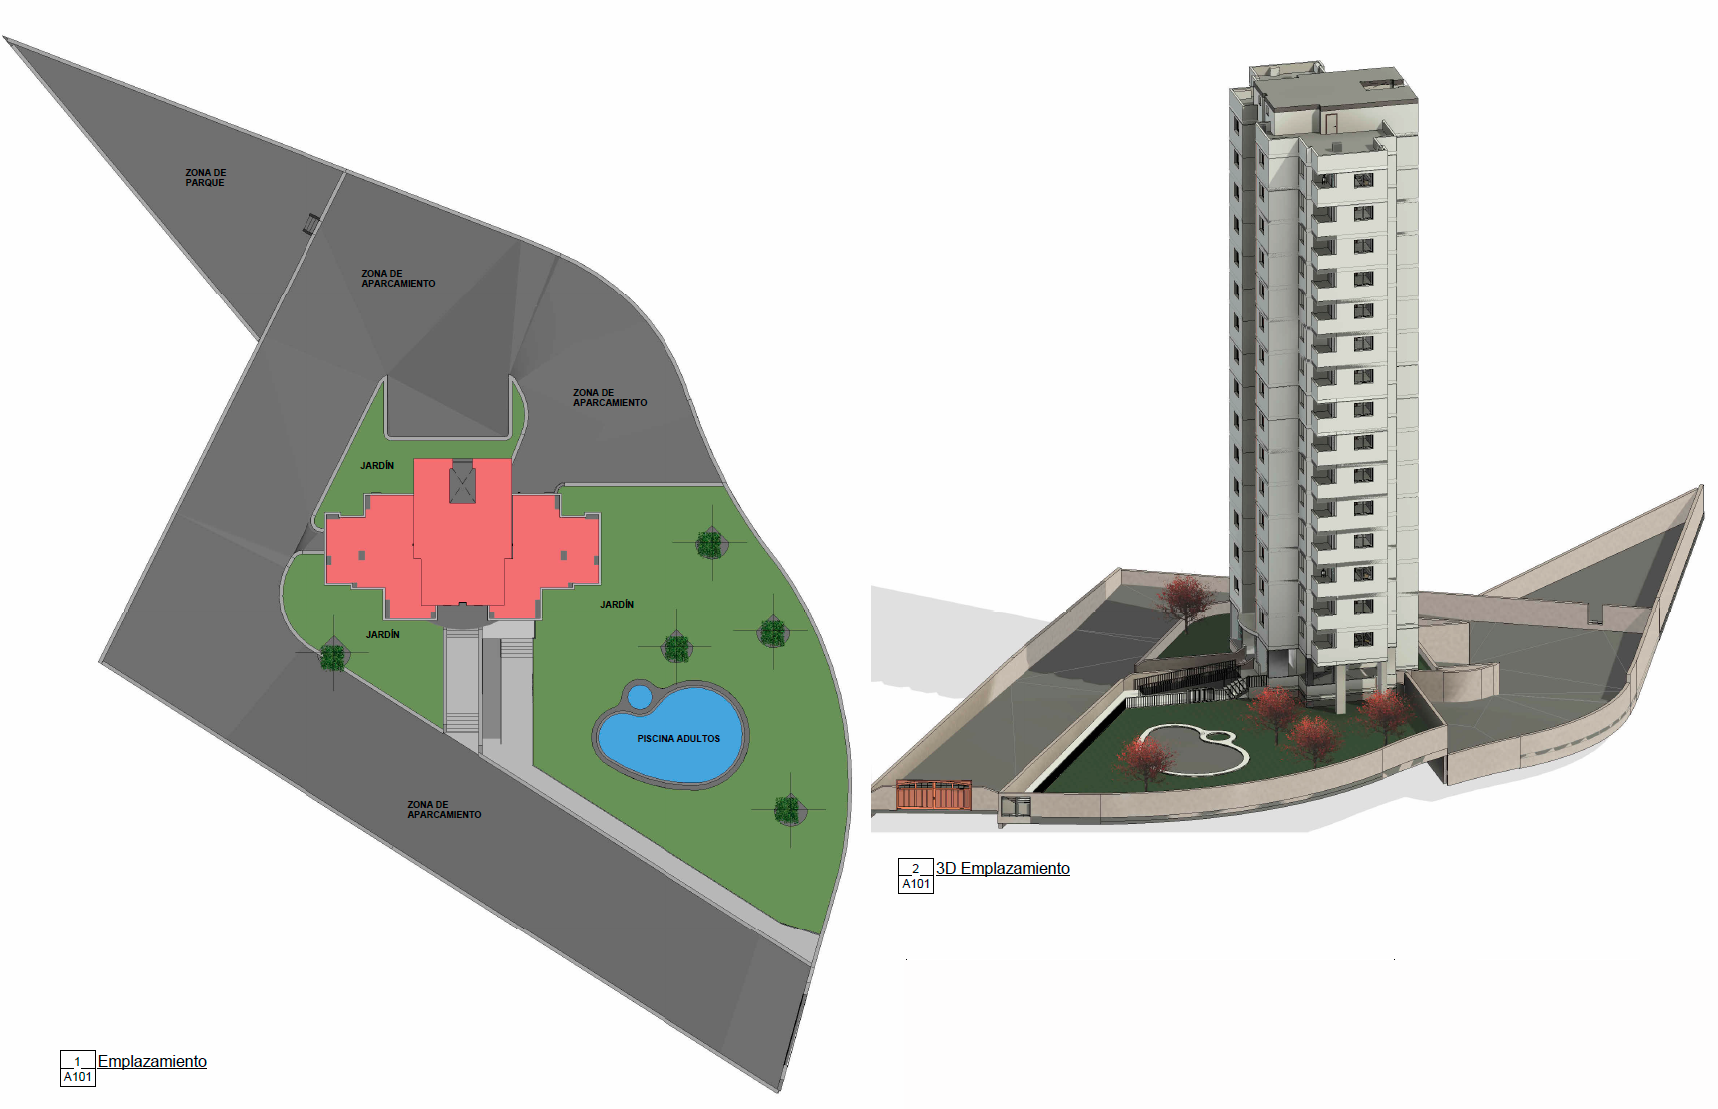 ZONA DE
PARQUE
ZONA DE
APARCAMIENTO
ZONA DE
APARCAMIENTO
JARDÍN
JARDÍN
JARDÍN
PISCINA ADULTOS
ZONA DE
APARCAMIENTO
1
A101
Emplazamiento
2
A101
3D Emplazamiento